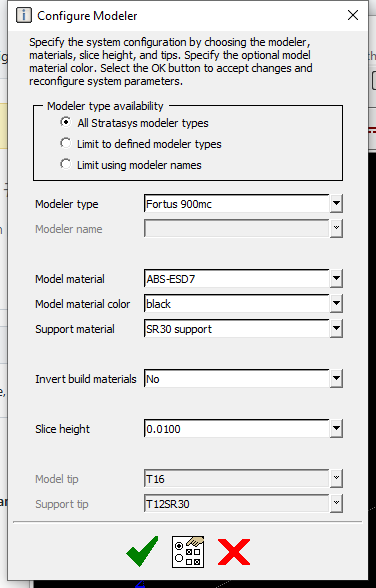 Configure Modeler
Specify the system configuration by choosing the modeler,
materials, slice height, and tips. Specify the optional model
material color. Select the OK button to accept changes and
reconfigure system parameters.
Modeler type availability
All Stratasys modeler types
Limit to defined modeler types
Limit using modeler names
Modeler type Fortus 900mc
Modeler name
Model material ABS-ESD7
Model material color black
Support material SR30 support
Invert build materials No
Slice height 0.0100
Model tip T16
Support tip T12SR30